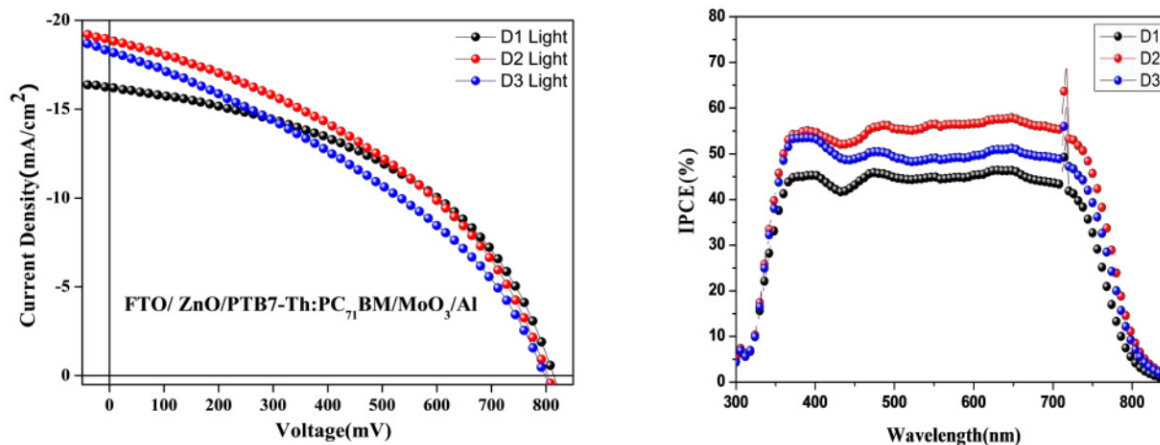 -20
-15
-10
-5
0
Current Density(mA/cm²)
D1 Light
D2 Light
D3 Light
FTO/ ZnO/PTB7-Th:PC₇₁BM/MoO₃/Al
0 100 200 300 400 500 600 700 800
Voltage(mV)
80
70
60
50
40
30
20
10
0
IPCE(%)
D1
D2
D3
300 400 500 600 700 800
Wavelength(nm)